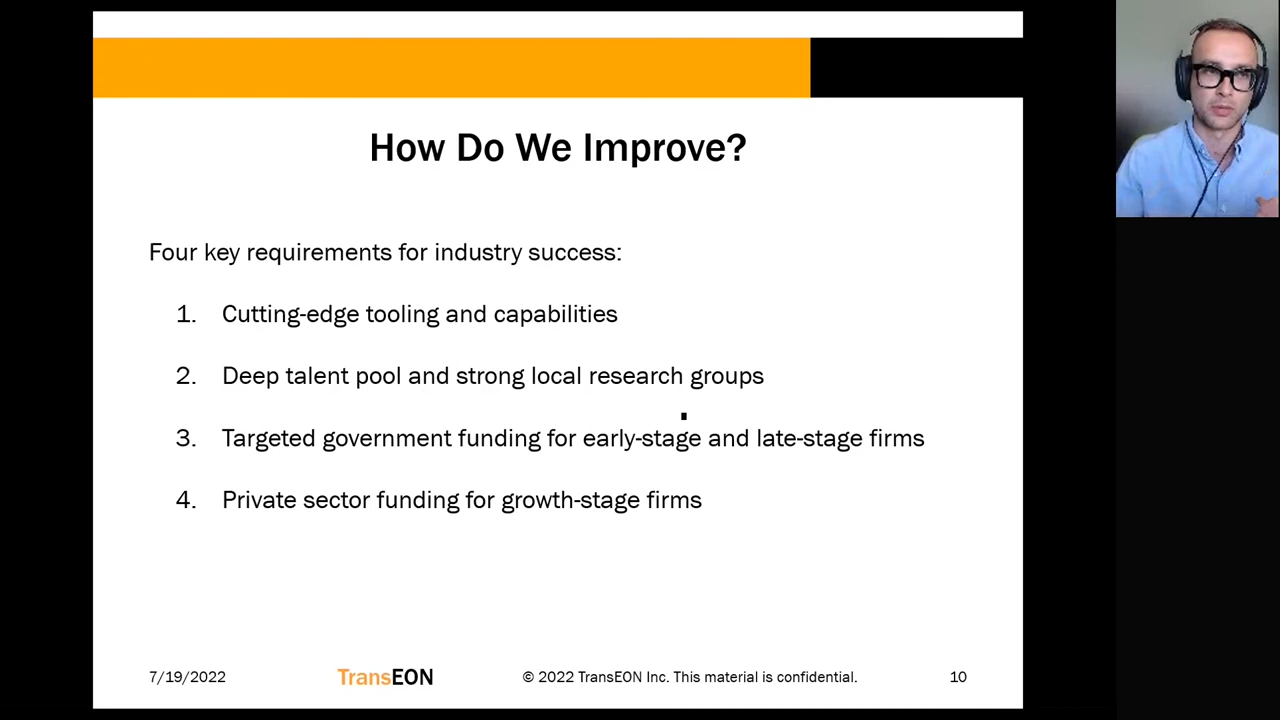 How Do We Improve?
Four key requirements for industry success:
1. Cutting-edge tooling and capabilities
2. Deep talent pool and strong local research groups
3. Targeted government funding for early-stage and late-stage firms
4. Private sector funding for growth-stage firms
7/19/2022 TransEON © 2022 TransEON Inc. This material is confidential. 10